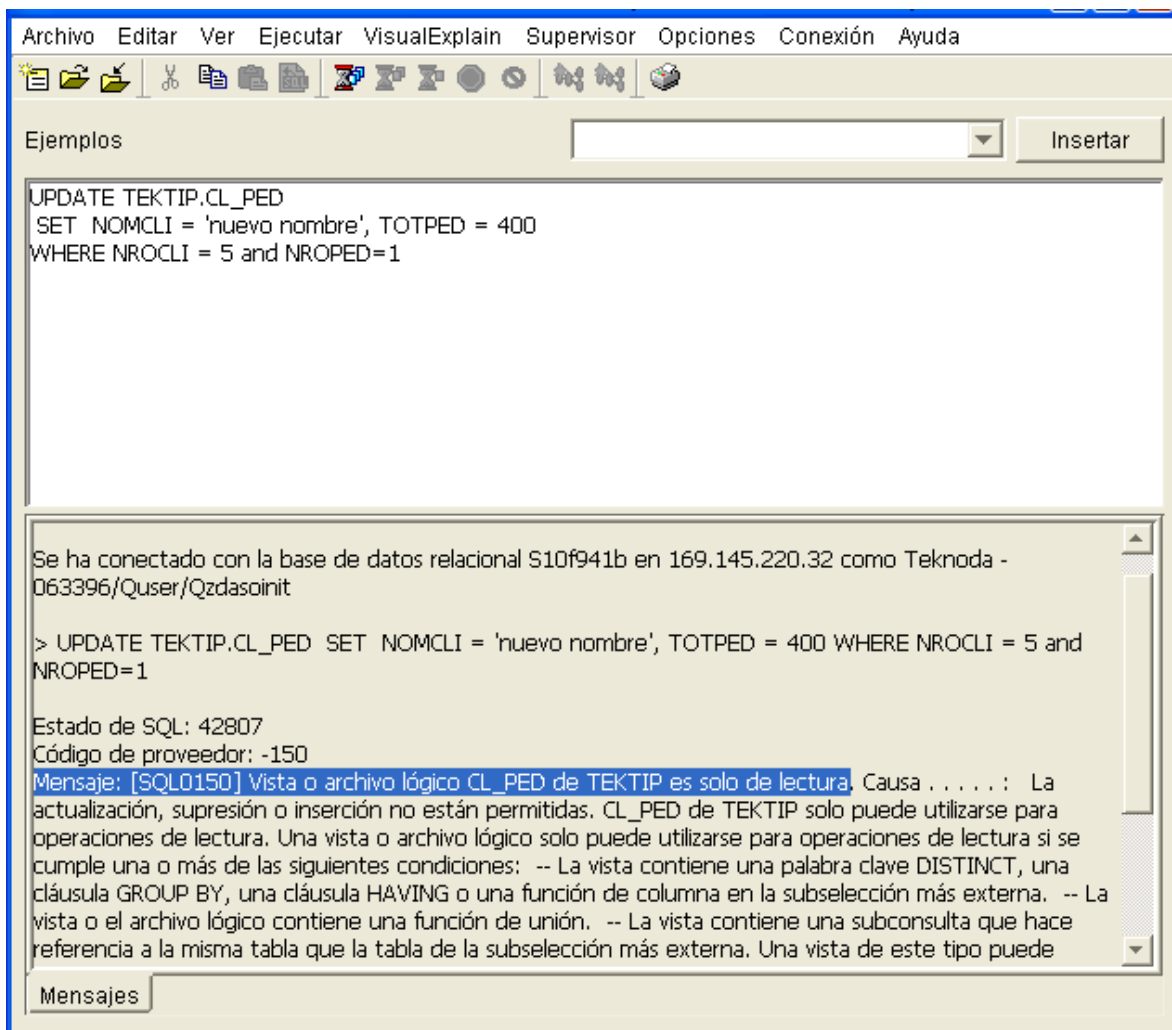 Archivo Editar Ver Ejecutar VisualExplain Supervisor Opciones Conexión Ayuda
Ejemplos
Insertar
UPDATE TEKTIP.CL_PED
SET NOMCLI = 'nuevo nombre', TOTPED = 400
WHERE NROCLI = 5 and NROPED=1
Se ha conectado con la base de datos relacional S10f941b en 169.145.220.32 como Teknoda -
063396/Quser/Qzdasoinit
> UPDATE TEKTIP.CL_PED SET NOMCLI = 'nuevo nombre', TOTPED = 400 WHERE NROCLI = 5 and
NROPED=1
Estado de SQL: 42807
Código de proveedor: -150
Mensaje: [SQL0150] Vista o archivo lógico CL_PED de TEKTIP es solo de lectura. Causa . . . . . : La
actualización, supresión o inserción no están permitidas. CL_PED de TEKTIP solo puede utilizarse para
operaciones de lectura. Una vista o archivo lógico solo puede utilizarse para operaciones de lectura si se
cumple una o más de las siguientes condiciones: -- La vista contiene una palabra clave DISTINCT, una
cláusula GROUP BY, una cláusula HAVING o una función de columna en la subselección más externa. -- La
vista o el archivo lógico contiene una función de unión. -- La vista contiene una subconsulta que hace
referencia a la misma tabla que la tabla de la subselección más externa. Una vista de este tipo puede
Mensajes